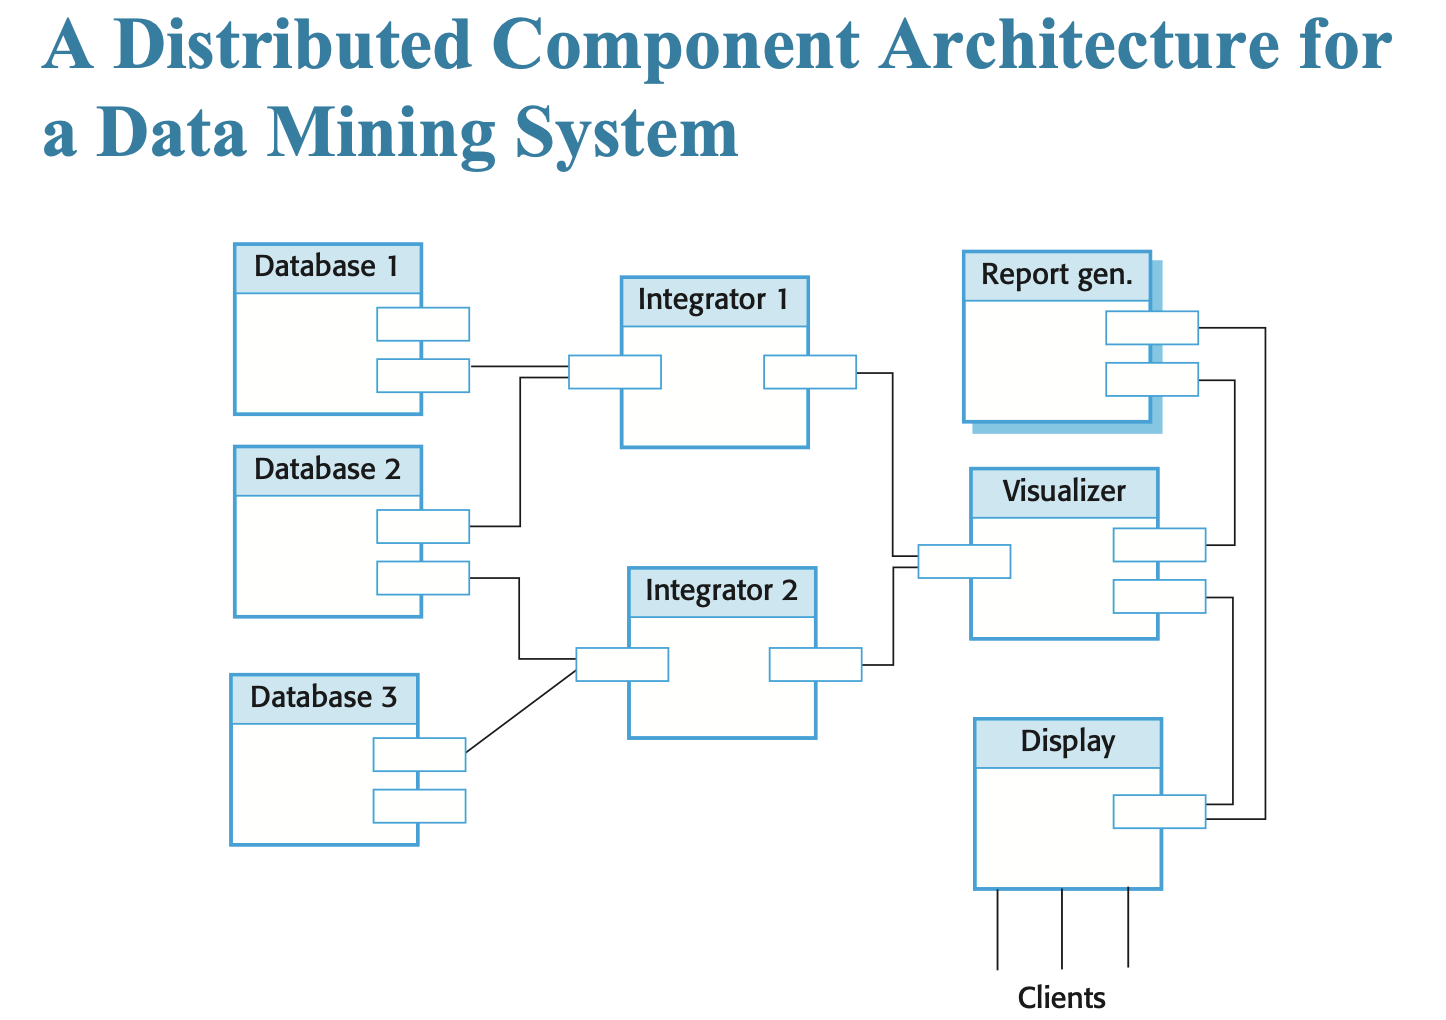 A Distributed Component Architecture for
a Data Mining System
Database 1
Integrator 1
Report gen.
Database 2
Visualizer
Integrator 2
Database 3
Display
Clients